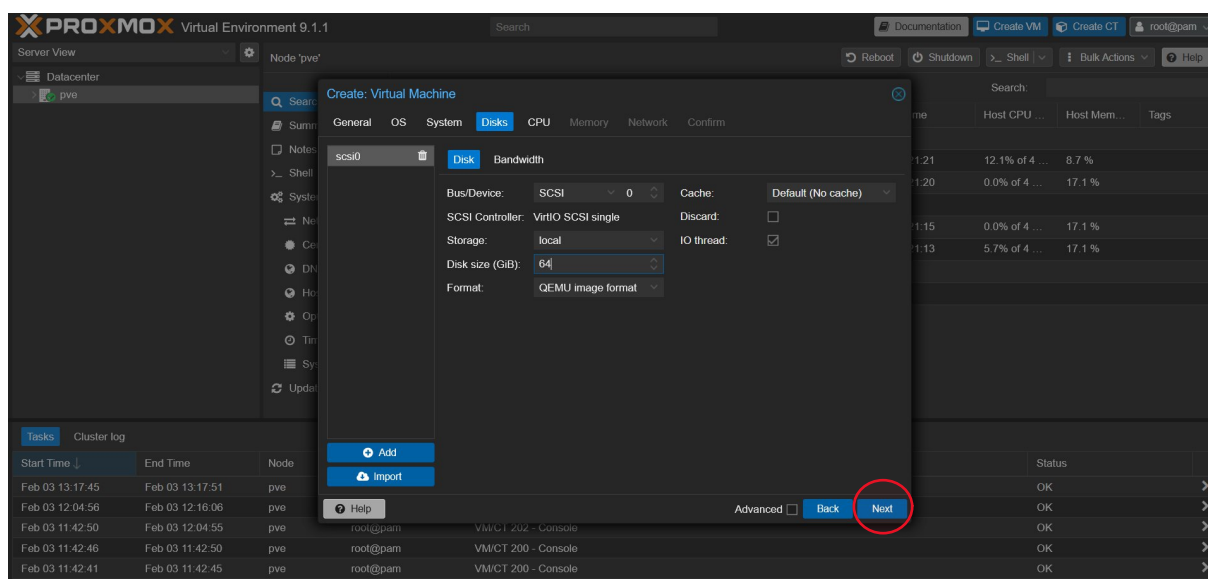 PROXMOX Virtual Environment 9.1.1
Search
Documentation
Create VM
Create CT
root@pam
Server View
Node 'pve'
Reboot
Shutdown
Shell
Bulk Actions
Help
Datacenter
pve
Search:
Host CPU ...
Host Mem...
Tags
Notes
Shell
12.1% of 4 ...
8.7 %
0.0% of 4 ...
17.1 %
0.0% of 4 ...
17.1 %
5.7% of 4 ...
17.1 %
Create: Virtual Machine
General OS System Disks CPU Memory Network Confirm
scsi0
Disk Bandwidth
Bus/Device: SCSI 0
Cache: Default (No cache)
SCSI Controller: VirtIO SCSI single
Discard:
Storage: local
IO thread:
Disk size (GiB): 64
Format: QEMU image format
Add
Import
Help
Advanced
Back
Next
Tasks Cluster log
Start Time End Time Node Status
Feb 03 13:17:45 Feb 03 13:17:51 pve OK
Feb 03 12:04:56 Feb 03 12:16:06 pve OK
Feb 03 11:42:50 Feb 03 12:04:55 pve root@pam VM/CT 202 - Console OK
Feb 03 11:42:46 Feb 03 11:42:50 pve root@pam VM/CT 200 - Console OK
Feb 03 11:42:41 Feb 03 11:42:45 pve root@pam VM/CT 200 - Console OK